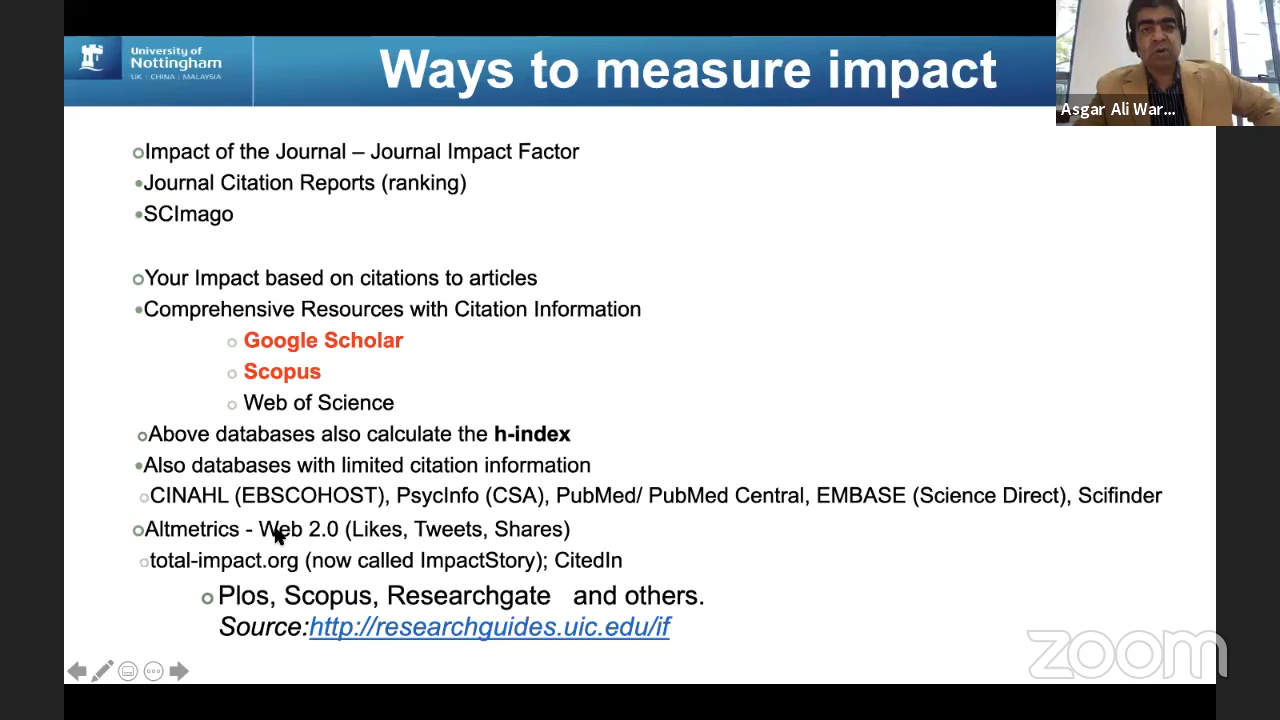 University of
Nottingham
UK | CHINA | MALAYSIA
Ways to measure impact
Asgar Ali War...
Impact of the Journal – Journal Impact Factor
Journal Citation Reports (ranking)
SCImago
Your Impact based on citations to articles
Comprehensive Resources with Citation Information
Google Scholar
Scopus
Web of Science
Above databases also calculate the h-index
Also databases with limited citation information
CINAHL (EBSCOHOST), PsycInfo (CSA), PubMed/ PubMed Central, EMBASE (Science Direct), Scifinder
Altmetrics - Web 2.0 (Likes, Tweets, Shares)
total-impact.org (now called ImpactStory); CitedIn
Plos, Scopus, Researchgate and others.
Source:http://researchguides.uic.edu/if
zoom